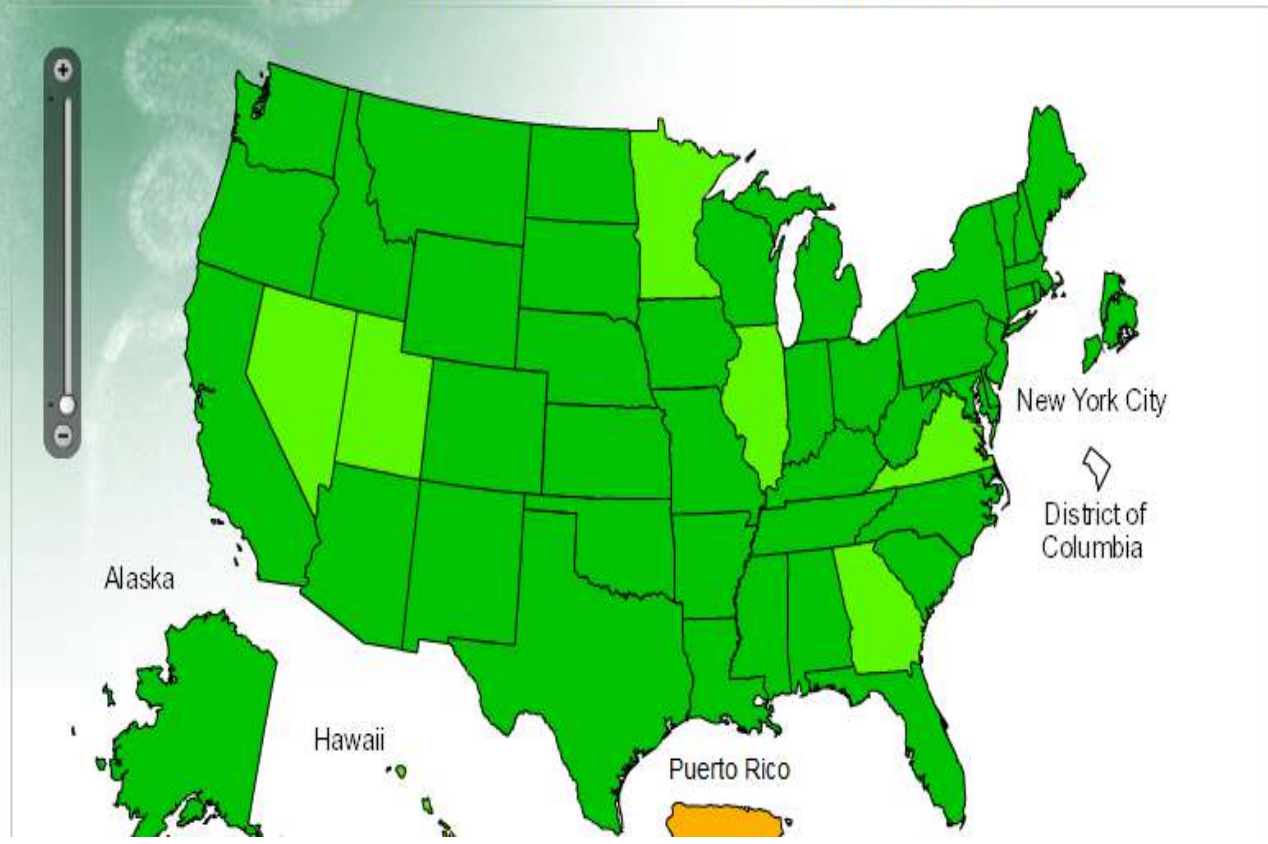 +
−
New York City
District of
Columbia
Alaska
Hawaii
Puerto Rico